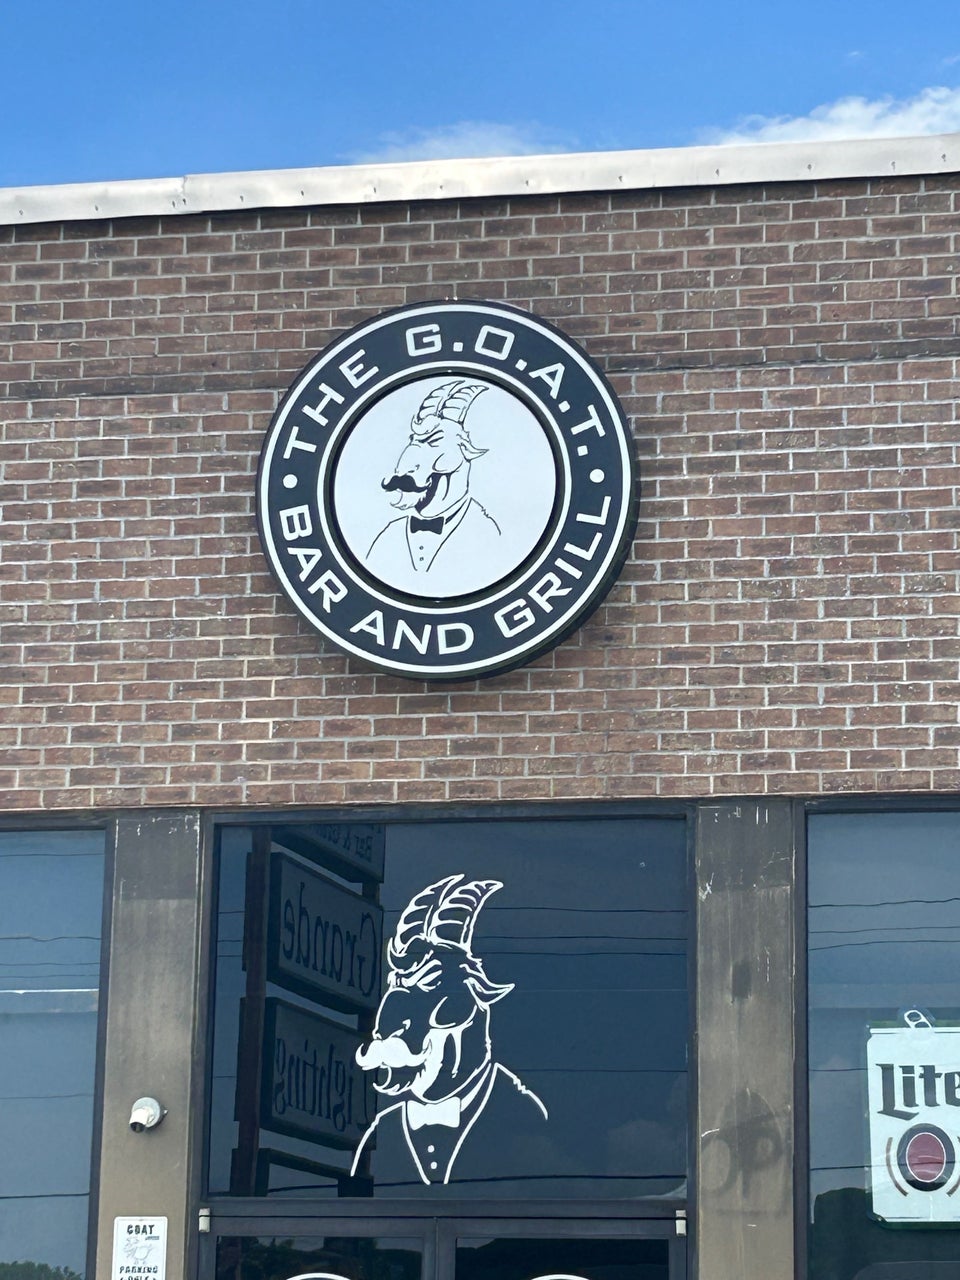 THE G.O.A.T.
BAR AND GRILL
Grande
Lighting
Lite
GOAT
PARKING